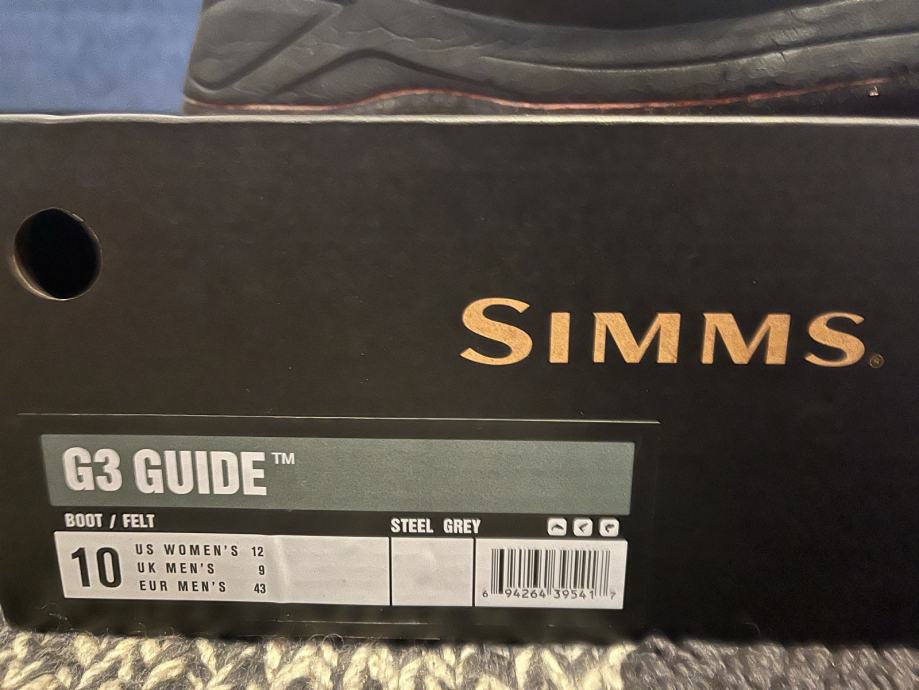 SIMMS®
G3 GUIDE™
BOOT / FELT STEEL GREY
10
US WOMEN'S 12
UK MEN'S 9
EUR MEN'S 43
6 94264 39541 7